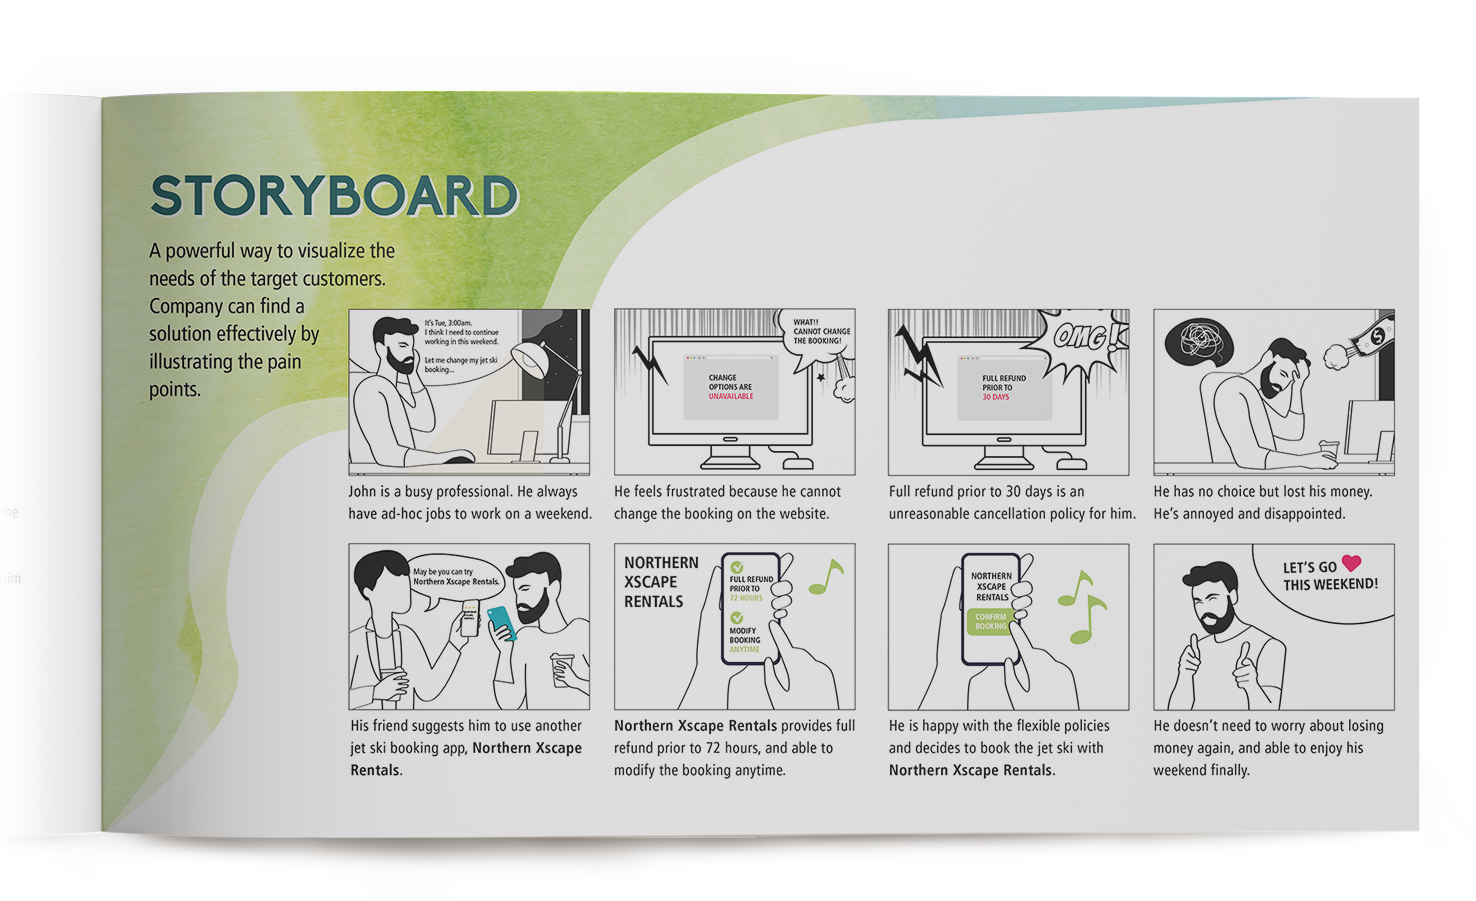 STORYBOARD
A powerful way to visualize the
needs of the target customers.
Company can find a
solution effectively by
illustrating the pain
points.
It's Tue, 3:00am.
I think I need to continue
working in this weekend.
Let me change my jet ski
booking...
WHAT!!
CANNOT CHANGE
THE BOOKING!
CHANGE
OPTIONS ARE
UNAVAILABLE
OMG!
FULL REFUND
PRIOR TO
30 DAYS
$
John is a busy professional. He always
have ad-hoc jobs to work on a weekend.
He feels frustrated because he cannot
change the booking on the website.
Full refund prior to 30 days is an
unreasonable cancellation policy for him.
He has no choice but lost his money.
He's annoyed and disappointed.
May be you can try
Northern Xscape Rentals.
NORTHERN
XSCAPE
RENTALS
FULL REFUND
PRIOR TO
72 HOURS
MODIFY
BOOKING
ANYTIME
NORTHERN
XSCAPE
RENTALS
CONFIRM
BOOKING
LET'S GO
THIS WEEKEND!
His friend suggests him to use another
jet ski booking app, Northern Xscape
Rentals.
Northern Xscape Rentals provides full
refund prior to 72 hours, and able to
modify the booking anytime.
He is happy with the flexible policies
and decides to book the jet ski with
Northern Xscape Rentals.
He doesn't need to worry about losing
money again, and able to enjoy his
weekend finally.
the
him